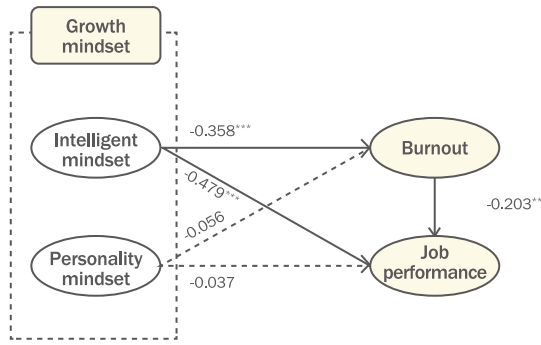 Growth
mindset
Intelligent
mindset
-0.358***
Burnout
-0.479***
-0.056
-0.203**
Personality
mindset
-0.037
Job
performance